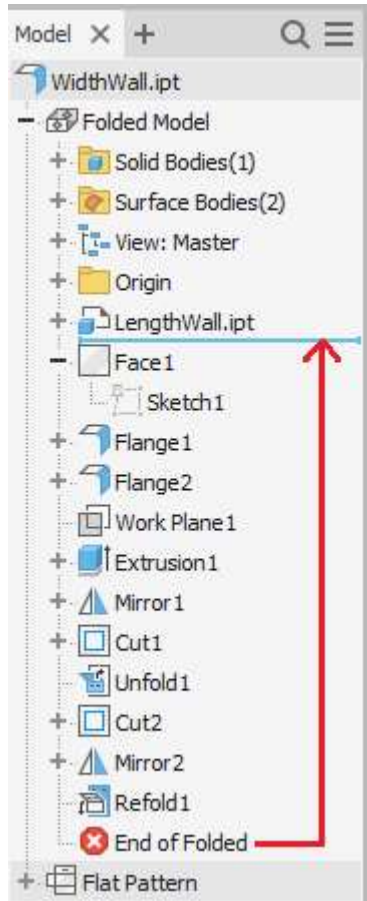 Model
WidthWall.ipt
Folded Model
Solid Bodies(1)
Surface Bodies(2)
View: Master
Origin
LengthWall.ipt
Face1
Sketch1
Flange1
Flange2
Work Plane1
Extrusion1
Mirror1
Cut1
Unfold1
Cut2
Mirror2
Refold1
End of Folded
Flat Pattern